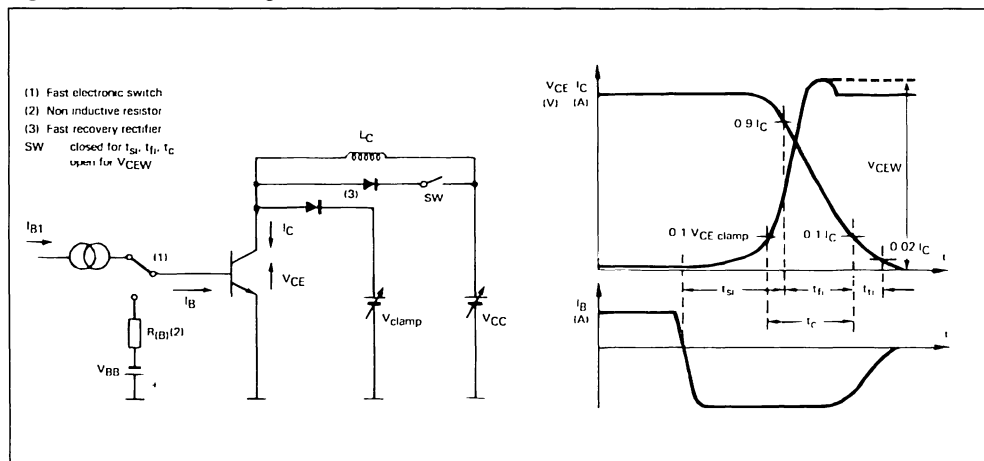 (1) Fast electronic switch
(2) Non inductive resistor
(3) Fast recovery rectifier
SW closed for tsi, tfi, tc
open for VCEW
IB1
(1)
IB
R(B) (2)
VBB
+
LC
(3)
SW
IC
VCE
Vclamp
VCC
VCE IC
(V) (A)
0.9 IC
VCEW
0.1 VCE clamp
0.1 IC
0.02 IC
t
tsi
tfi
tti
tc
IB
(A)
t